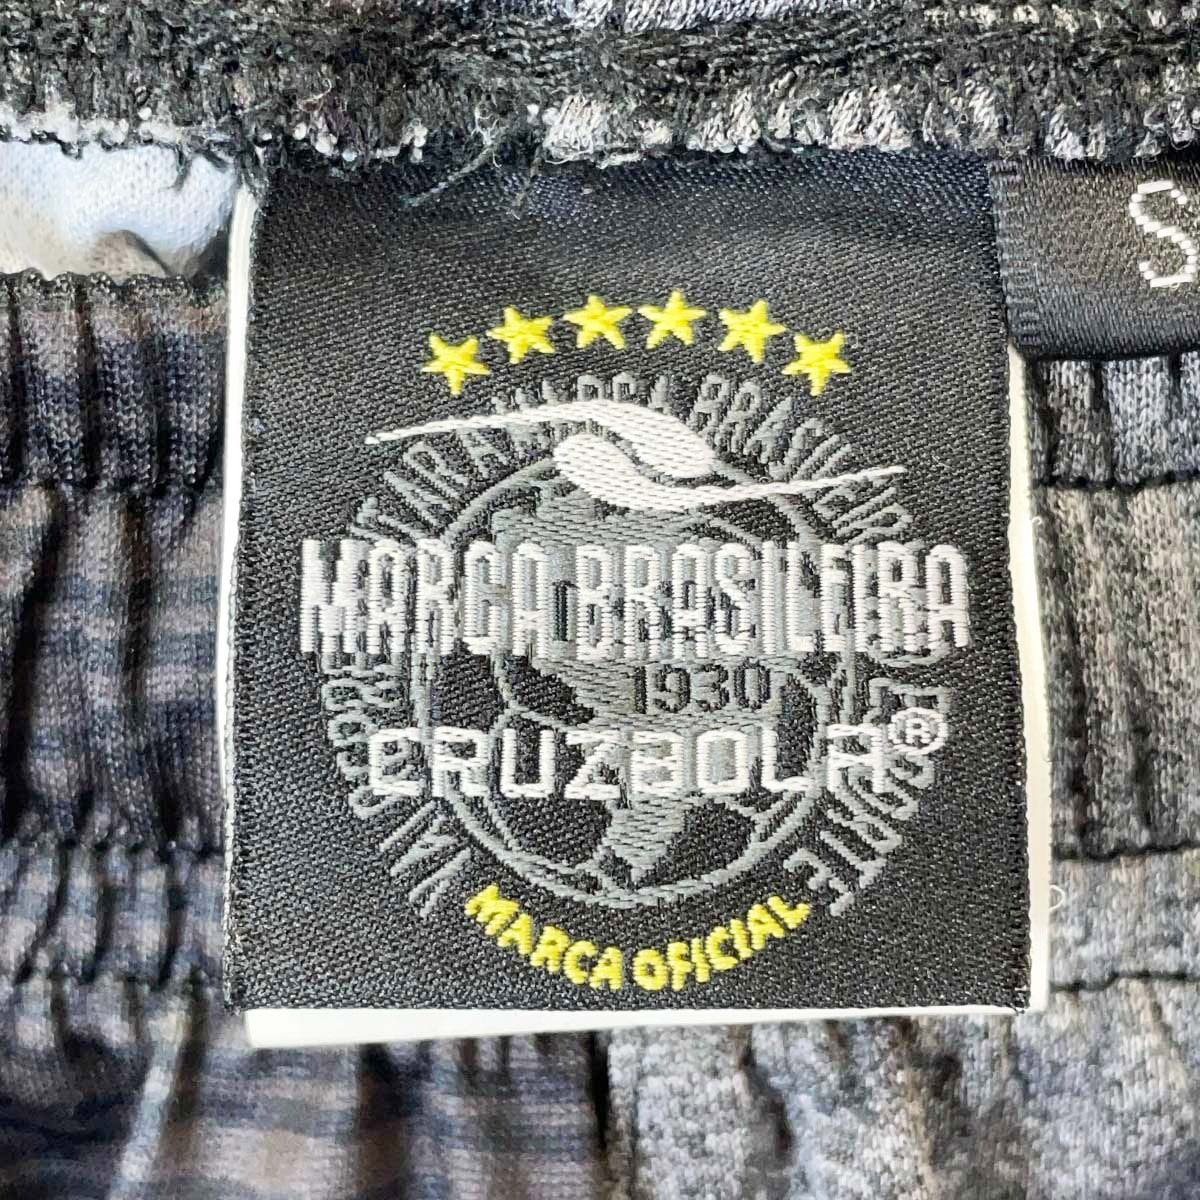 S
MARCA BRASILEIRA
1930
CRUZBOLA®
MARCA OFICIAL